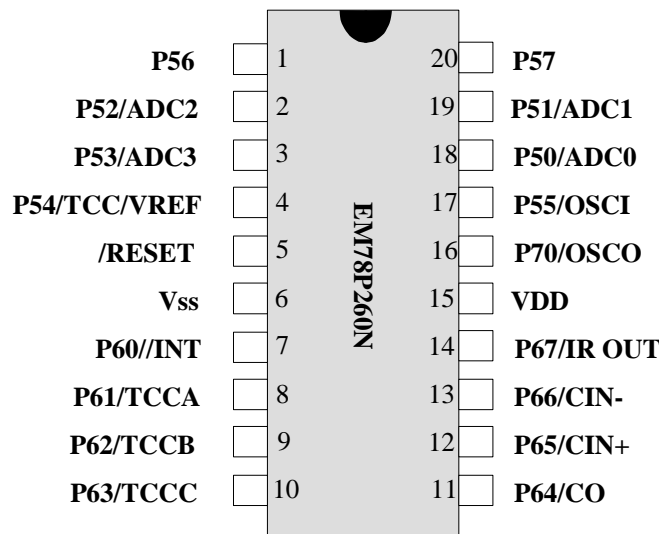 P56 1 20 P57
P52/ADC2 2 19 P51/ADC1
P53/ADC3 3 18 P50/ADC0
P54/TCC/VREF 4 17 P55/OSCI
/RESET 5 16 P70/OSCO
Vss 6 15 VDD
P60//INT 7 14 P67/IR OUT
P61/TCCA 8 13 P66/CIN-
P62/TCCB 9 12 P65/CIN+
P63/TCCC 10 11 P64/CO
EM78P260N